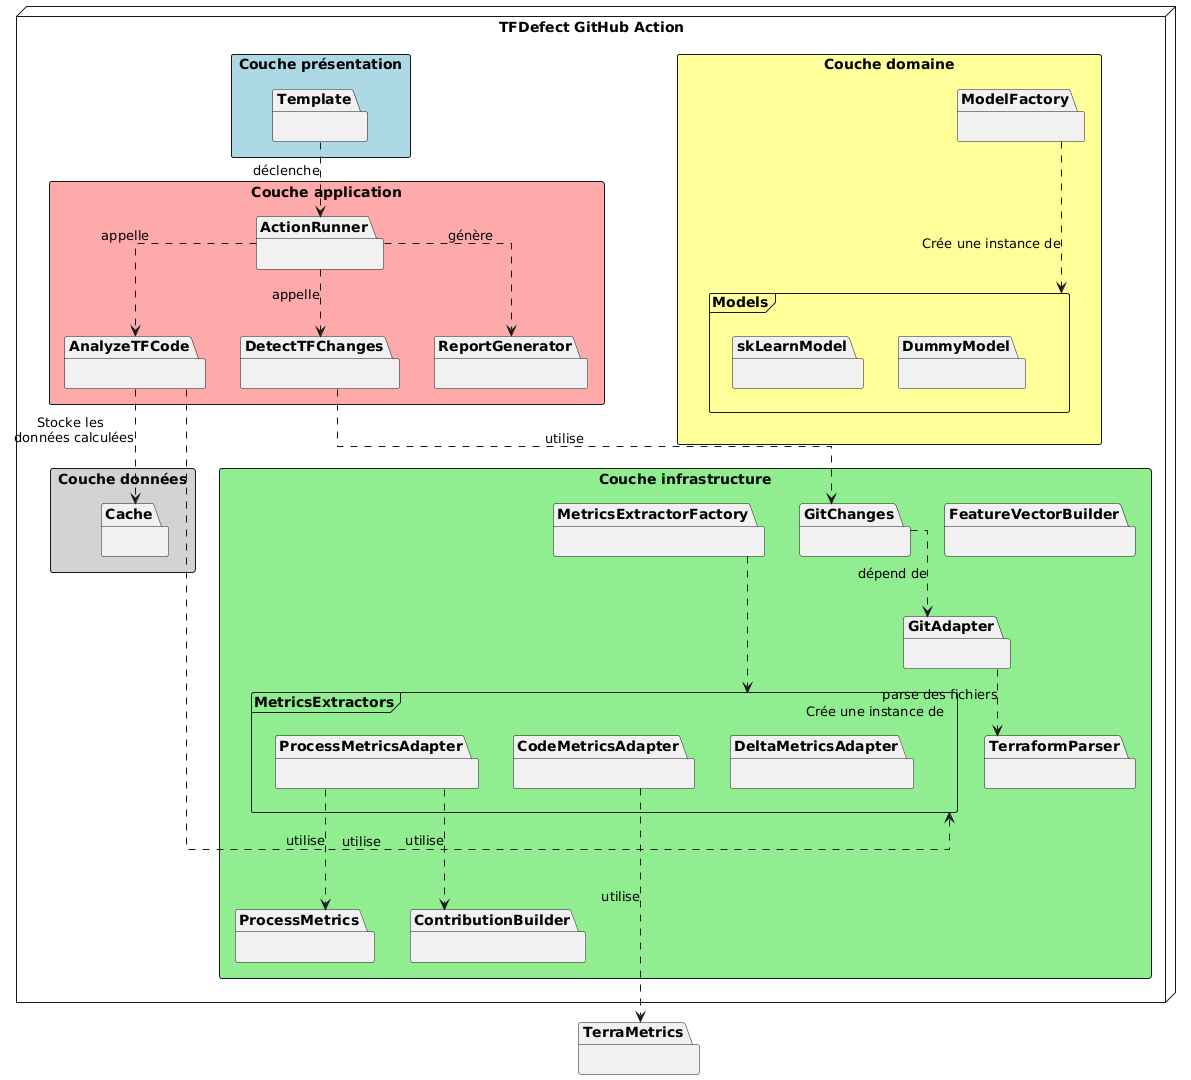 TFDefect GitHub Action
Couche présentation
Template
Couche domaine
ModelFactory
déclenche
Couche application
ActionRunner
appelle
génère
appelle
Crée une instance de
Models
skLearnModel
DummyModel
AnalyzeTFCode
DetectTFChanges
ReportGenerator
Stocke les
données calculées
utilise
Couche données
Cache
Couche infrastructure
MetricsExtractorFactory
GitChanges
FeatureVectorBuilder
dépend de
GitAdapter
parse des fichiers
Crée une instance de
MetricsExtractors
ProcessMetricsAdapter
CodeMetricsAdapter
DeltaMetricsAdapter
TerraformParser
utilise
utilise
utilise
utilise
ProcessMetrics
ContributionBuilder
TerraMetrics